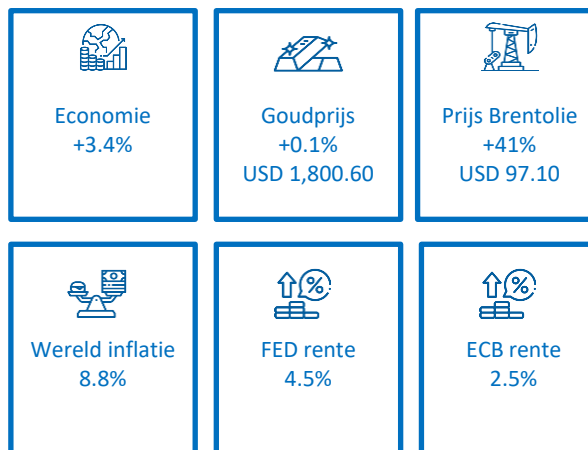 Economie
+3.4%
Goudprijs
+0.1%
USD 1,800.60
Prijs Brentolie
+41%
USD 97.10
Wereld inflatie
8.8%
FED rente
4.5%
ECB rente
2.5%